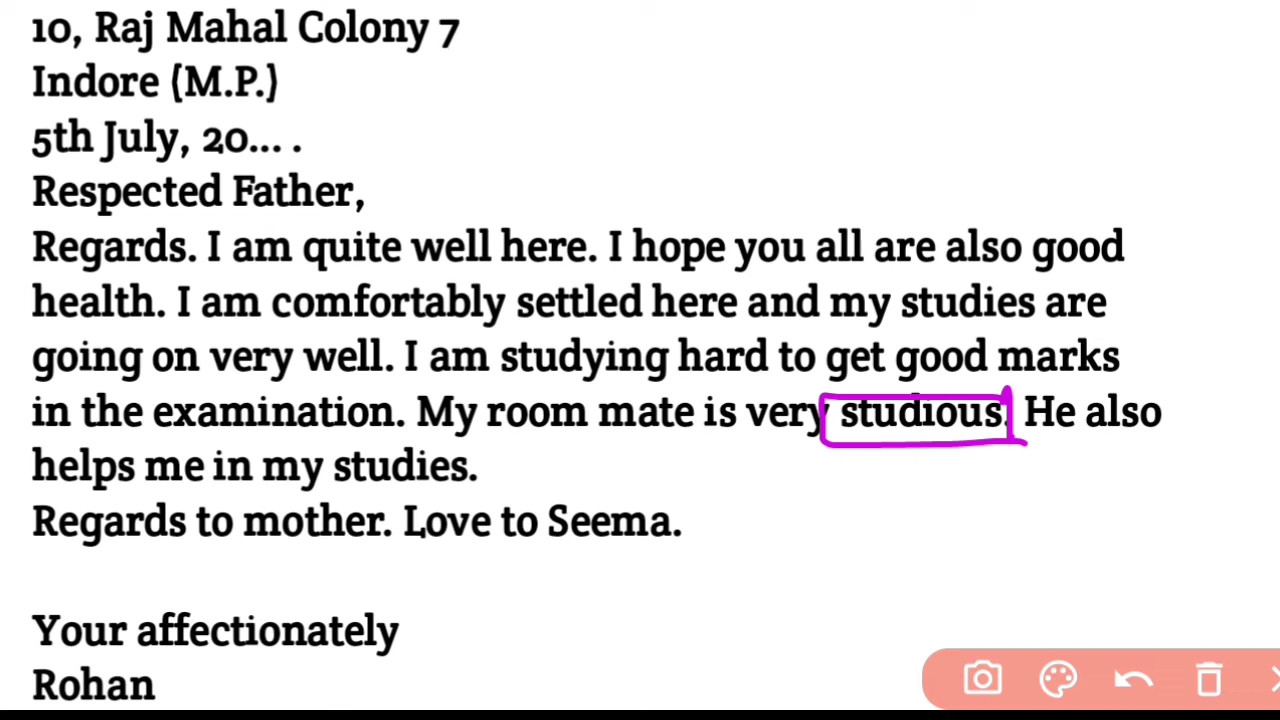 10, Raj Mahal Colony 7
Indore (M.P.)
5th July, 20... .
Respected Father,
Regards. I am quite well here. I hope you all are also good
health. I am comfortably settled here and my studies are
going on very well. I am studying hard to get good marks
in the examination. My room mate is very studious. He also
helps me in my studies.
Regards to mother. Love to Seema.
Your affectionately
Rohan